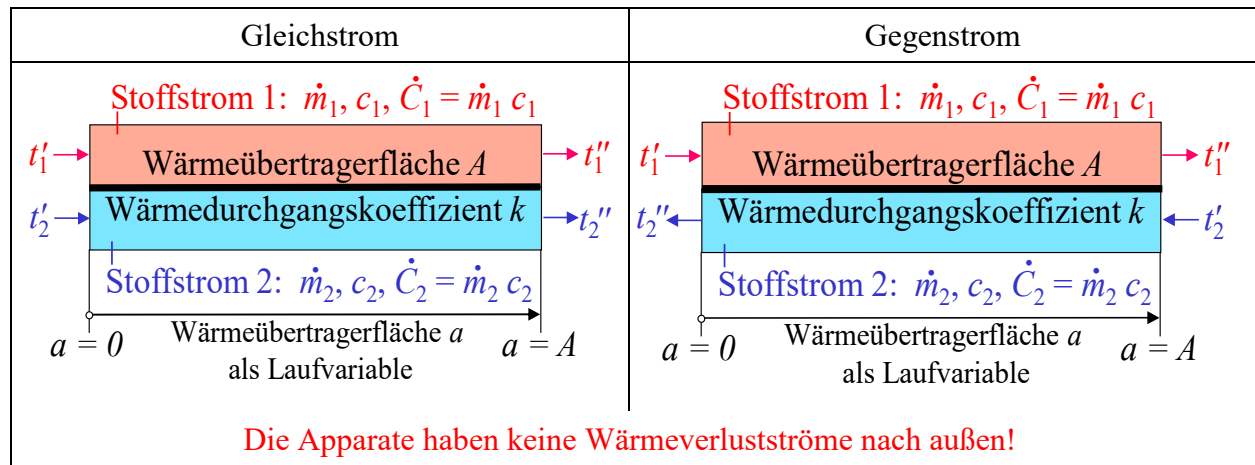 Gleichstrom
Stoffstrom 1: ṁ₁, c₁, Ċ₁ = ṁ₁ c₁
t₁′ t₁″
Wärmeübertragerfläche A
Wärmedurchgangskoeffizient k
t₂′ t₂″
Stoffstrom 2: ṁ₂, c₂, Ċ₂ = ṁ₂ c₂
Wärmeübertragerfläche a
a = 0 a = A
als Laufvariable
Gegenstrom
Stoffstrom 1: ṁ₁, c₁, Ċ₁ = ṁ₁ c₁
t₁′ t₁″
Wärmeübertragerfläche A
Wärmedurchgangskoeffizient k
t₂″ t₂′
Stoffstrom 2: ṁ₂, c₂, Ċ₂ = ṁ₂ c₂
Wärmeübertragerfläche a
a = 0 a = A
als Laufvariable
Die Apparate haben keine Wärmeverlustströme nach außen!